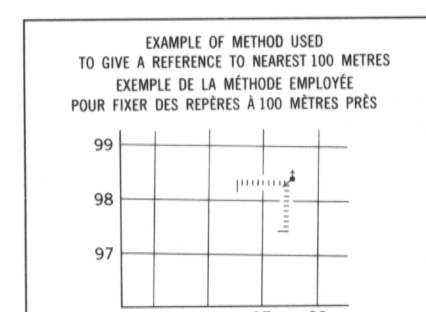 EXAMPLE OF METHOD USED
TO GIVE A REFERENCE TO NEAREST 100 METRES
EXEMPLE DE LA MÉTHODE EMPLOYÉE
POUR FIXER DES REPÈRES À 100 MÈTRES PRÈS
99
98
97